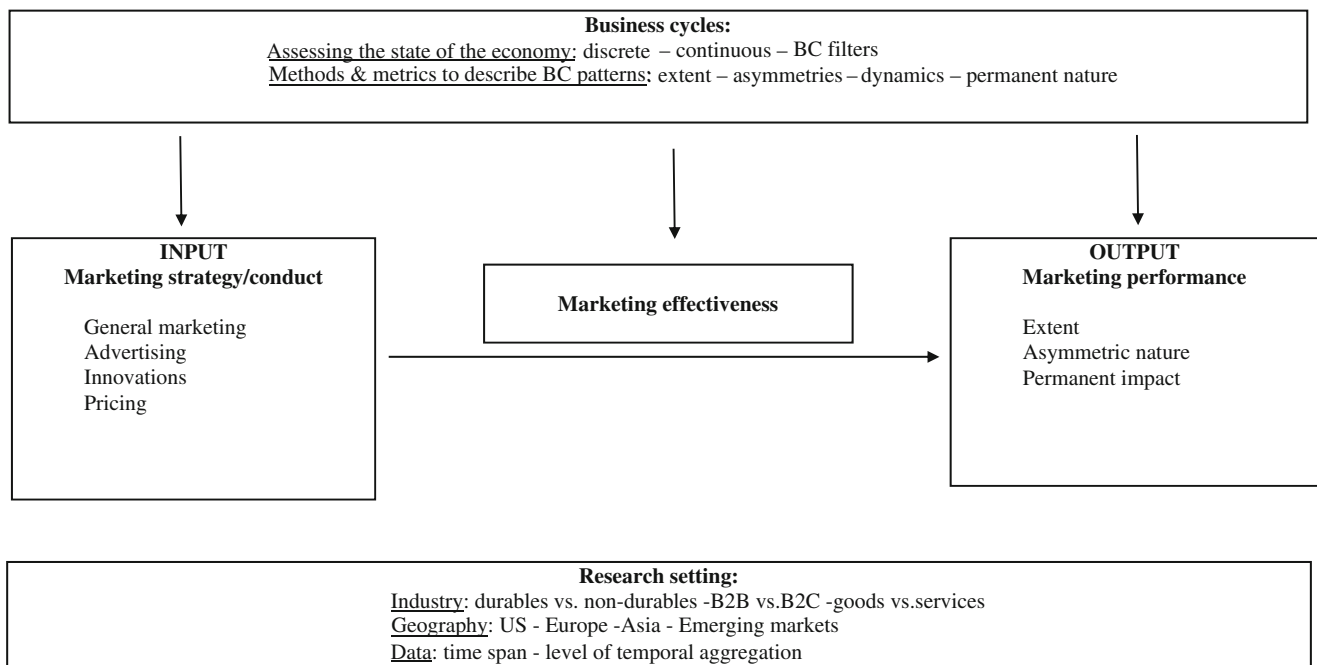 Business cycles:
Assessing the state of the economy: discrete – continuous – BC filters
Methods & metrics to describe BC patterns: extent – asymmetries – dynamics – permanent nature
INPUT
Marketing strategy/conduct
General marketing
Advertising
Innovations
Pricing
Marketing effectiveness
OUTPUT
Marketing performance
Extent
Asymmetric nature
Permanent impact
Research setting:
Industry: durables vs. non-durables -B2B vs.B2C -goods vs.services
Geography: US - Europe -Asia - Emerging markets
Data: time span - level of temporal aggregation